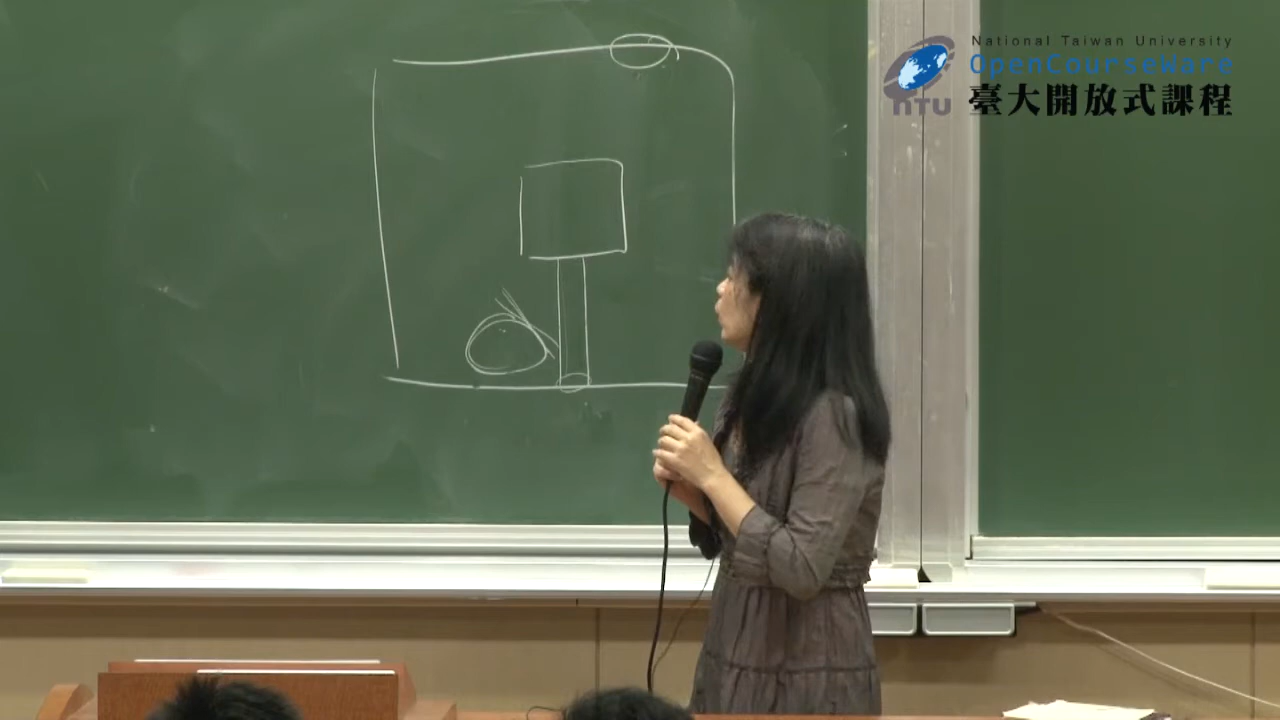 National Taiwan University
OpenCourseWare
臺大開放式課程
NTU